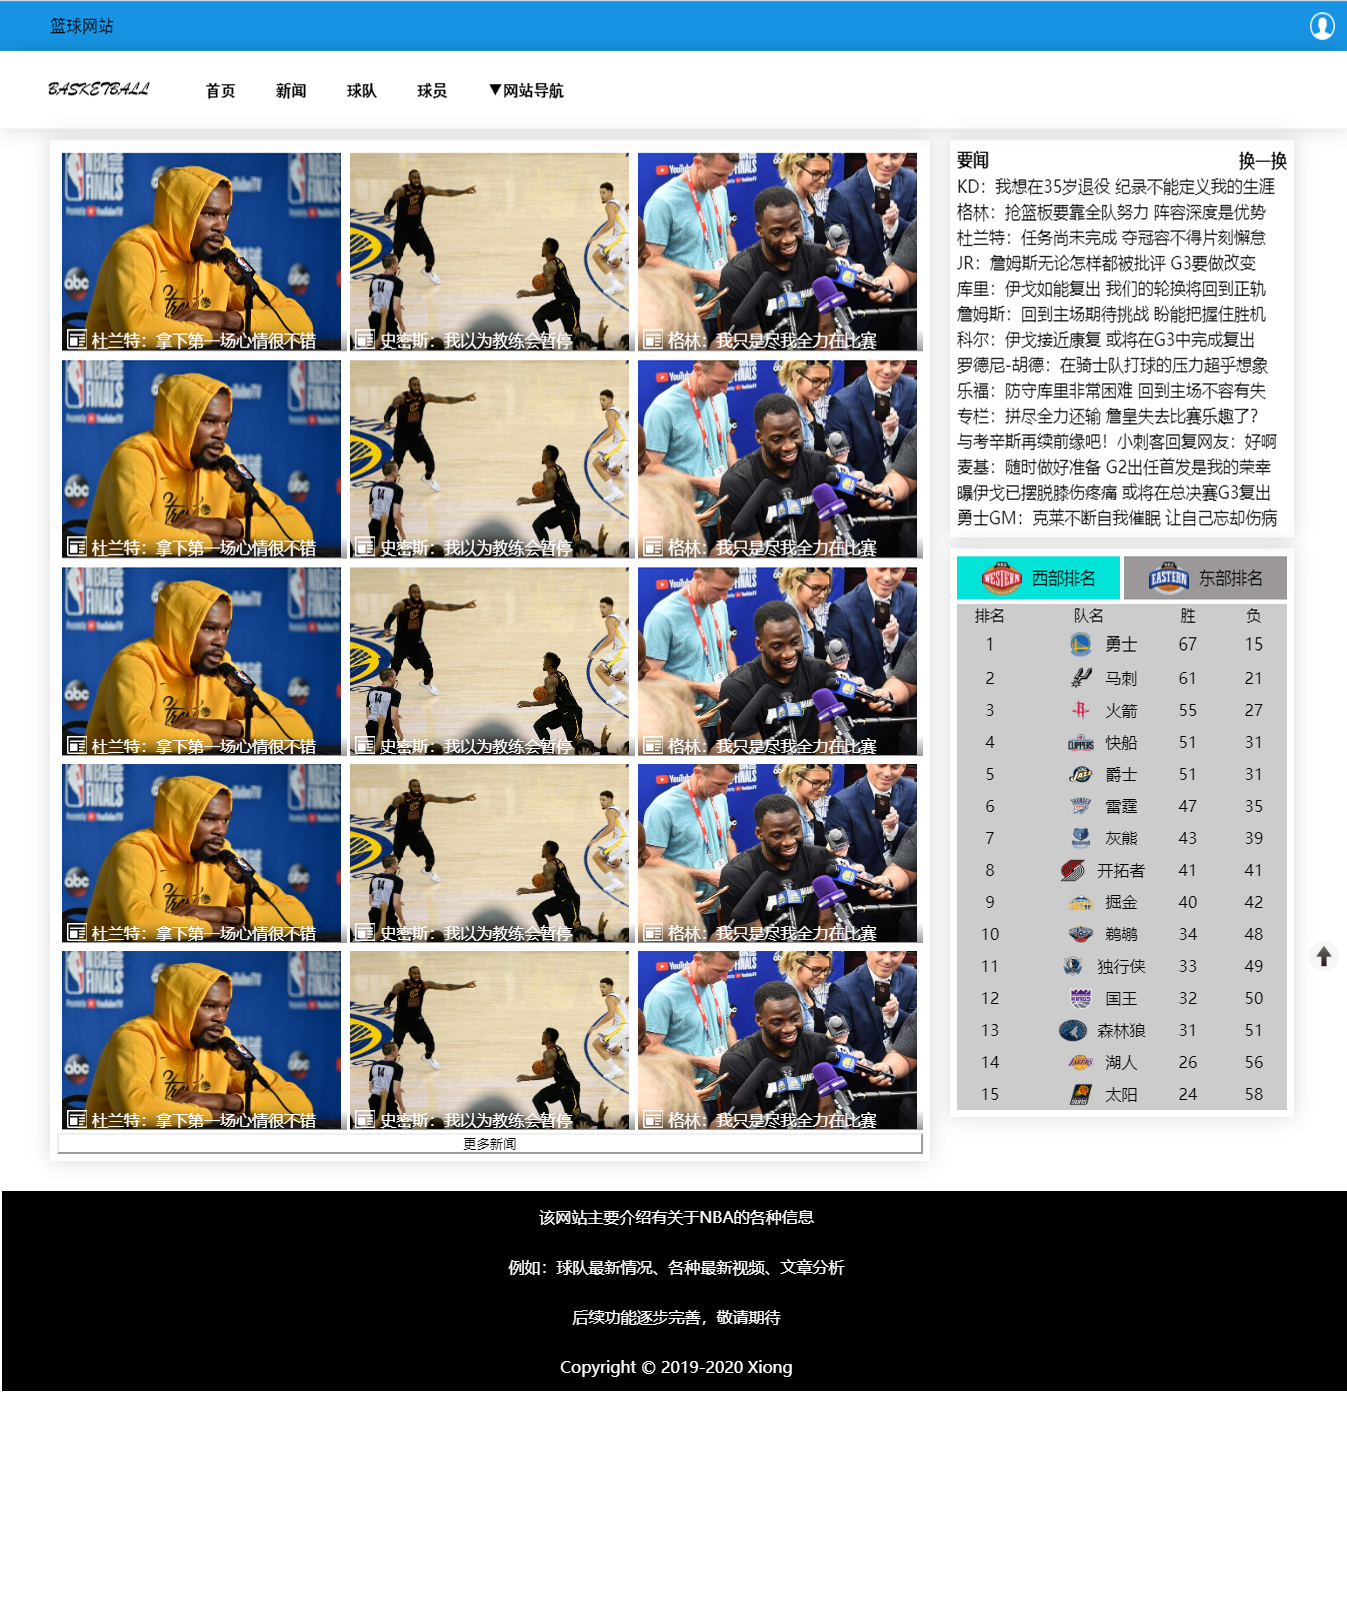 篮球网站
BASKETBALL 首页 新闻 球队 球员 ▼网站导航
杜兰特：拿下第一场心情很不错 史密斯：我以为教练会暂停 格林：我只是尽我全力在比赛
杜兰特：拿下第一场心情很不错 史密斯：我以为教练会暂停 格林：我只是尽我全力在比赛
杜兰特：拿下第一场心情很不错 史密斯：我以为教练会暂停 格林：我只是尽我全力在比赛
杜兰特：拿下第一场心情很不错 史密斯：我以为教练会暂停 格林：我只是尽我全力在比赛
杜兰特：拿下第一场心情很不错 史密斯：我以为教练会暂停 格林：我只是尽我全力在比赛
更多新闻
要闻 换一换
KD：我想在35岁退役 纪录不能定义我的生涯
格林：抢篮板要靠全队努力 阵容深度是优势
杜兰特：任务尚未完成 夺冠容不得片刻懈怠
JR：詹姆斯无论怎样都被批评 G3要做改变
库里：伊戈如能复出 我们的轮换将回到正轨
詹姆斯：回到主场期待挑战 盼能把握住胜机
科尔：伊戈接近康复 或将在G3中完成复出
罗德尼-胡德：在骑士队打球的压力超乎想象
乐福：防守库里非常困难 回到主场不容有失
专栏：拼尽全力还输 詹皇失去比赛乐趣了?
与考辛斯再续前缘吧！小刺客回复网友：好啊
麦基：随时做好准备 G2出任首发是我的荣幸
曝伊戈已摆脱膝伤疼痛 或将在总决赛G3复出
勇士GM：克莱不断自我催眠 让自己忘却伤病
WESTERN 西部排名 EASTERN 东部排名
排名 队名 胜 负
1 勇士 67 15
2 马刺 61 21
3 火箭 55 27
4 快船 51 31
5 爵士 51 31
6 雷霆 47 35
7 灰熊 43 39
8 开拓者 41 41
9 掘金 40 42
10 鹈鹕 34 48
11 独行侠 33 49
12 国王 32 50
13 森林狼 31 51
14 湖人 26 56
15 太阳 24 58
该网站主要介绍有关于NBA的各种信息
例如：球队最新情况、各种最新视频、文章分析
后续功能逐步完善，敬请期待
Copyright © 2019-2020 Xiong